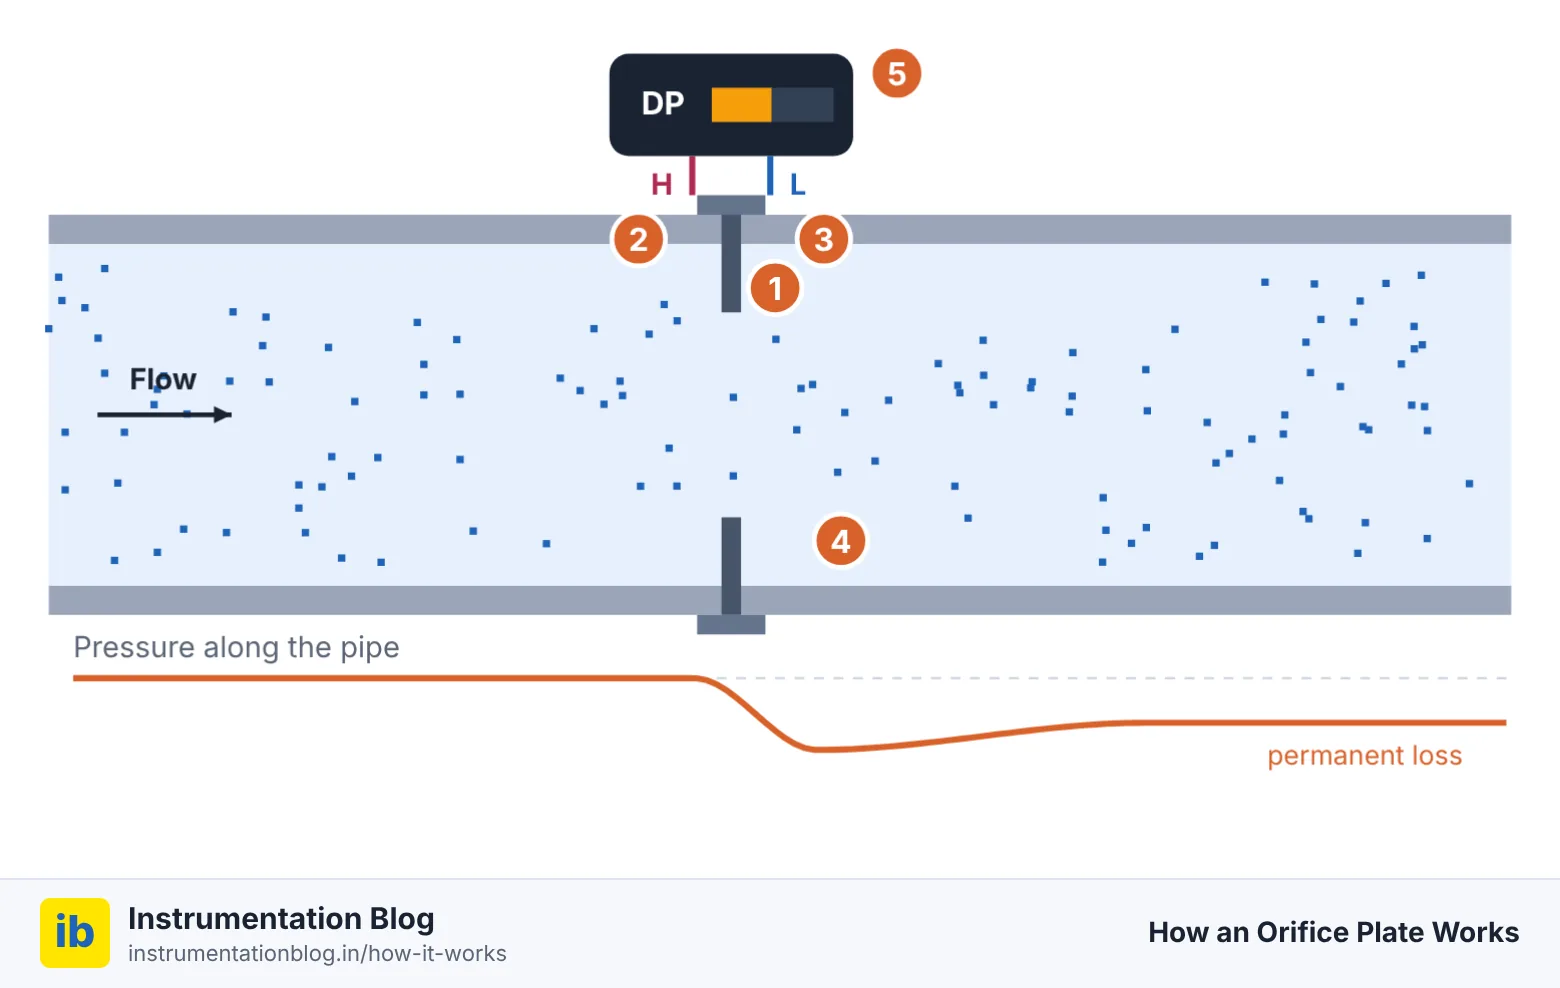 DP
5
H
L
2
3
1
Flow
4
Pressure along the pipe
permanent loss
ib
Instrumentation Blog
instrumentationblog.in/how-it-works
How an Orifice Plate Works